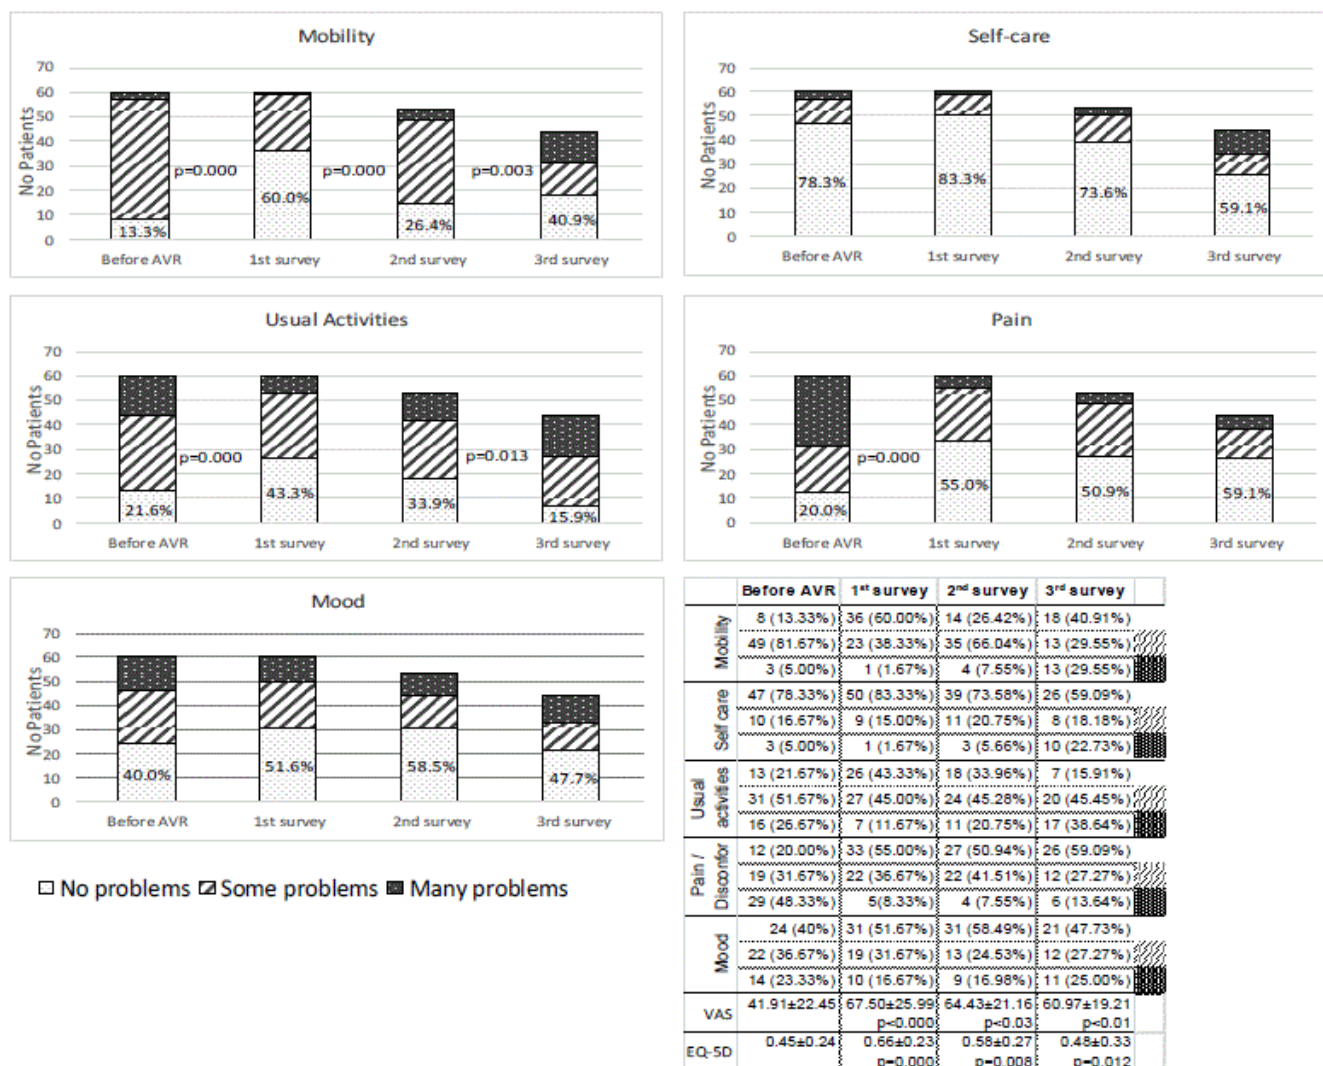 Mobility
70
60
50
40
30
20
10
0
No Patients
p=0.000
p=0.000
p=0.003
13.3%
60.0%
26.4%
40.9%
Before AVR 1st survey 2nd survey 3rd survey
Self-care
70
60
50
40
30
20
10
0
No Patients
78.3%
83.3%
73.6%
59.1%
Before AVR 1st survey 2nd survey 3rd survey
Usual Activities
70
60
50
40
30
20
10
0
No Patients
p=0.000
p=0.013
21.6%
43.3%
33.9%
15.9%
Before AVR 1st survey 2nd survey 3rd survey
Pain
70
60
50
40
30
20
10
0
No Patients
p=0.000
20.0%
55.0%
50.9%
59.1%
Before AVR 1st survey 2nd survey 3rd survey
Mood
70
60
50
40
30
20
10
0
No Patients
40.0%
51.6%
58.5%
47.7%
Before AVR 1st survey 2nd survey 3rd survey
No problems Some problems Many problems
Before AVR 1st survey 2nd survey 3rd survey
Mobility
8 (13.33%) 36 (60.00%) 14 (26.42%) 18 (40.91%)
49 (81.67%) 23 (38.33%) 35 (66.04%) 13 (29.55%)
3 (5.00%) 1 (1.67%) 4 (7.55%) 13 (29.55%)
Self care
47 (78.33%) 50 (83.33%) 39 (73.58%) 26 (59.09%)
10 (16.67%) 9 (15.00%) 11 (20.75%) 8 (18.18%)
3 (5.00%) 1 (1.67%) 3 (5.66%) 10 (22.73%)
Usual
activities
13 (21.67%) 26 (43.33%) 18 (33.96%) 7 (15.91%)
31 (51.67%) 27 (45.00%) 24 (45.28%) 20 (45.45%)
16 (26.67%) 7 (11.67%) 11 (20.75%) 17 (38.64%)
Pain /
Disconfor
12 (20.00%) 33 (55.00%) 27 (50.94%) 26 (59.09%)
19 (31.67%) 22 (36.67%) 22 (41.51%) 12 (27.27%)
29 (48.33%) 5(8.33%) 4 (7.55%) 6 (13.64%)
Mood
24 (40%) 31 (51.67%) 31 (58.49%) 21 (47.73%)
22 (36.67%) 19 (31.67%) 13 (24.53%) 12 (27.27%)
14 (23.33%) 10 (16.67%) 9 (16.98%) 11 (25.00%)
VAS 41.91±22.45 67.50±25.99 64.43±21.16 60.97±19.21
p<0.000 p<0.03 p<0.01
EQ-5D 0.45±0.24 0.66±0.23 0.58±0.27 0.48±0.33
p=0.000 p=0.008 p=0.012